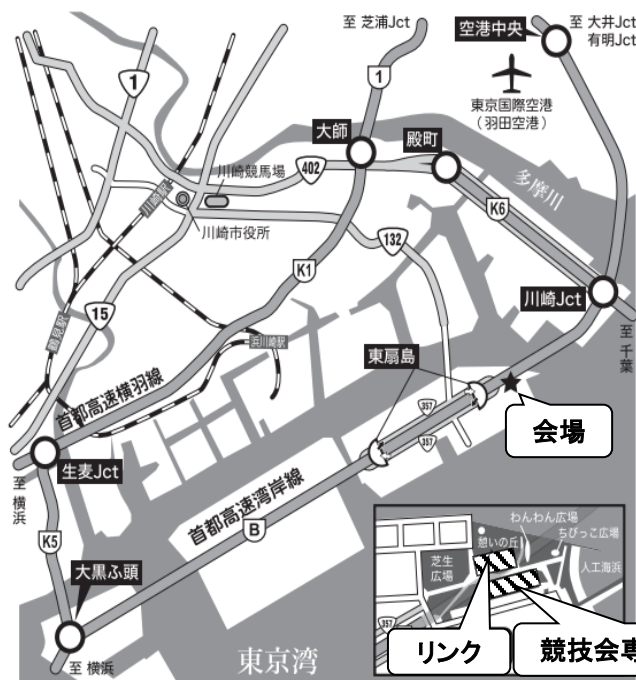 至 芝浦Jct
空港中央
至 大井Jct
有明Jct
1
1
東京国際空港
（羽田空港）
大師
殿町
402
川崎競馬場
多摩川
川崎駅
K6
川崎市役所
132
K1
川崎Jct
15
鶴見駅
浜川崎駅
至 千葉
東扇島
首都高速横羽線
357
357
会場
生麦Jct
至 横浜
首都高速湾岸線
B
K5
わんわん広場
憩いの丘
ちびっこ広場
芝生
広場
人工海浜
大黒ふ頭
357
リンク
競技会専
至 横浜
東京湾